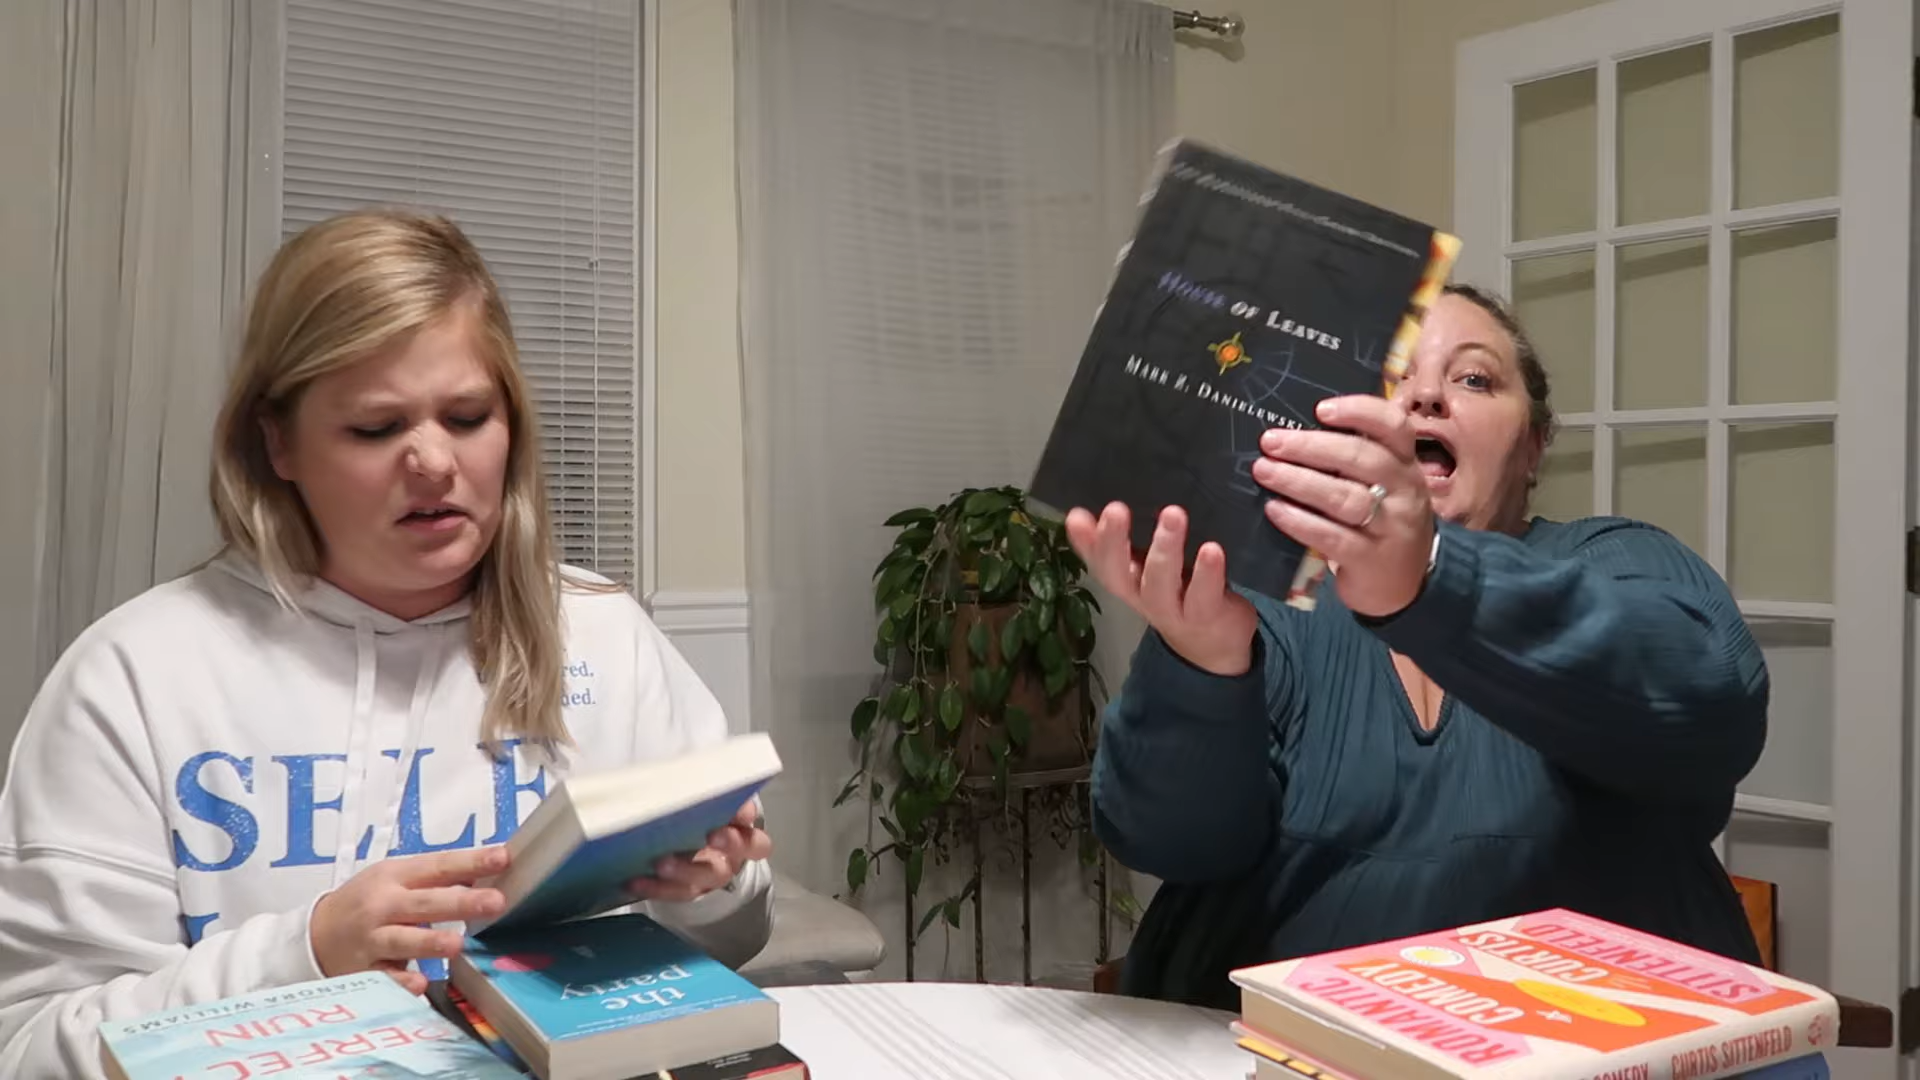 HOUSE OF LEAVES
MARK Z. DANIELEWSKI
red.
ed.
SELF
the
party
SHANORA WILLIAMS
RUIN
PERFECT
ROMANTIC
COMEDY
CURTIS
SITTENFELD
COMEDY CURTIS SITTENFELD